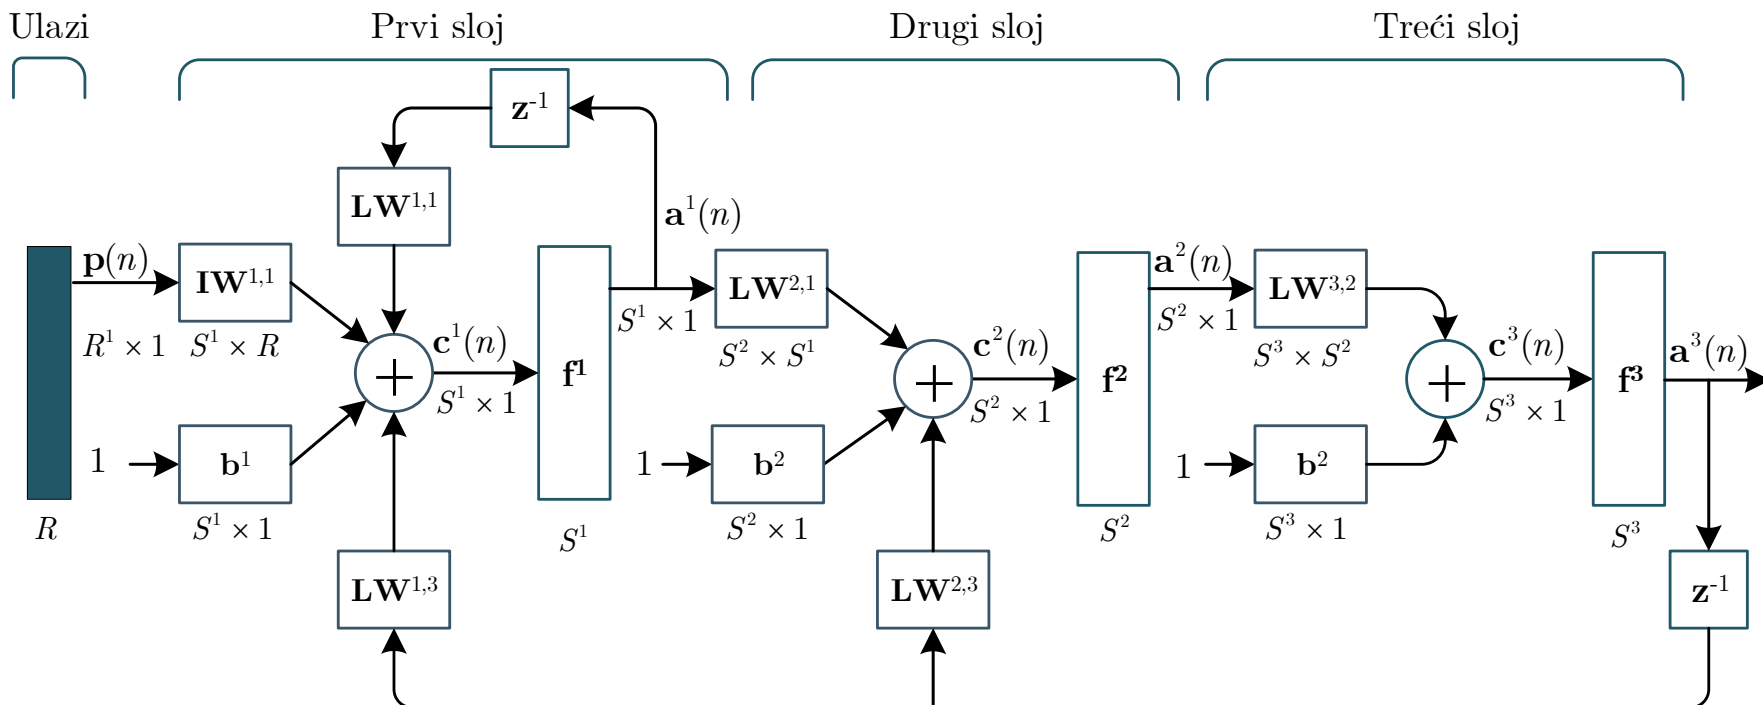 Ulazi Prvi sloj Drugi sloj Treći sloj
z⁻¹
LW¹,¹
a¹(n)
p(n) IW¹,¹ LW²,¹ a²(n) LW³,²
R¹ × 1 S¹ × R c¹(n) S¹ × 1 S² × S¹ c²(n) S² × 1 S³ × S² c³(n) a³(n)
+ f¹ + f² + f³
S¹ × 1 S² × 1 S³ × 1
1 b¹ 1 b² 1 b²
R S¹ × 1 S¹ S² × 1 S² S³ × 1 S³
LW¹,³ LW²,³ z⁻¹